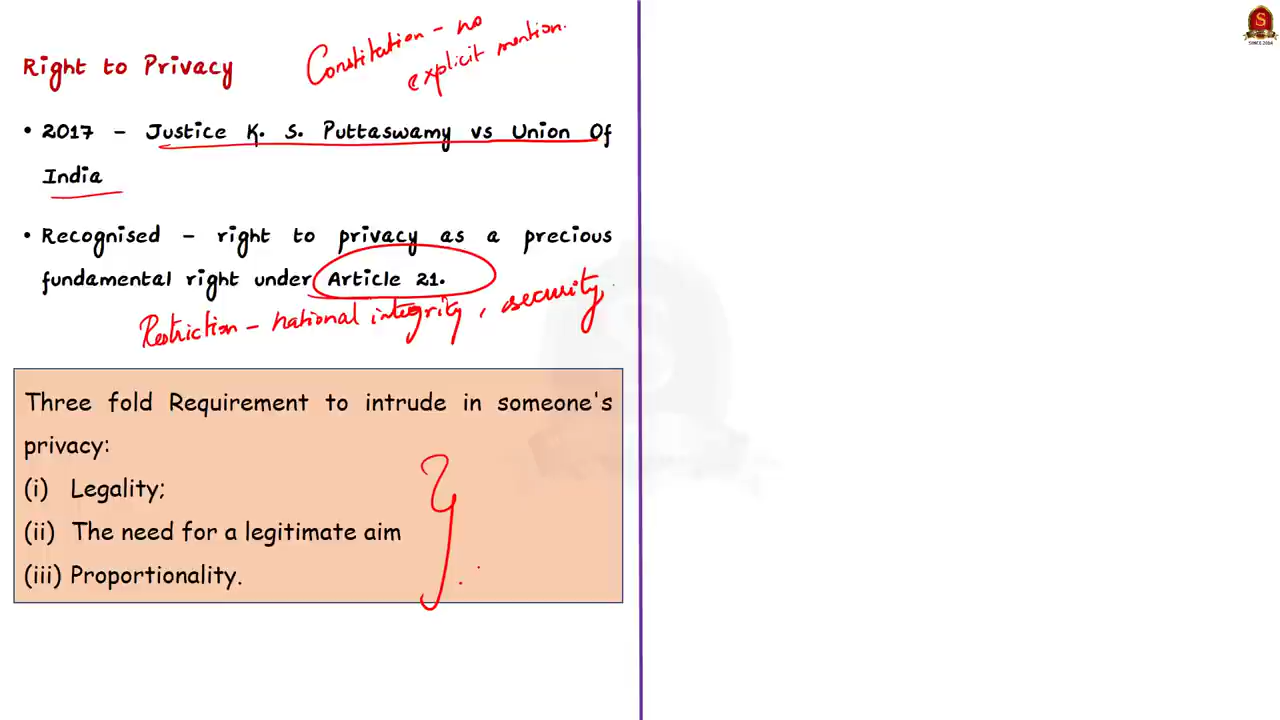 Constitution - no
explicit mention.
Right to Privacy
• 2017 - Justice K. S. Puttaswamy vs Union Of
India
• Recognised - right to privacy as a precious
fundamental right under Article 21.
Restriction - national integrity, security,
Three fold Requirement to intrude in someone's
privacy:
(i) Legality;
(ii) The need for a legitimate aim
(iii) Proportionality.
S
SINCE 2004